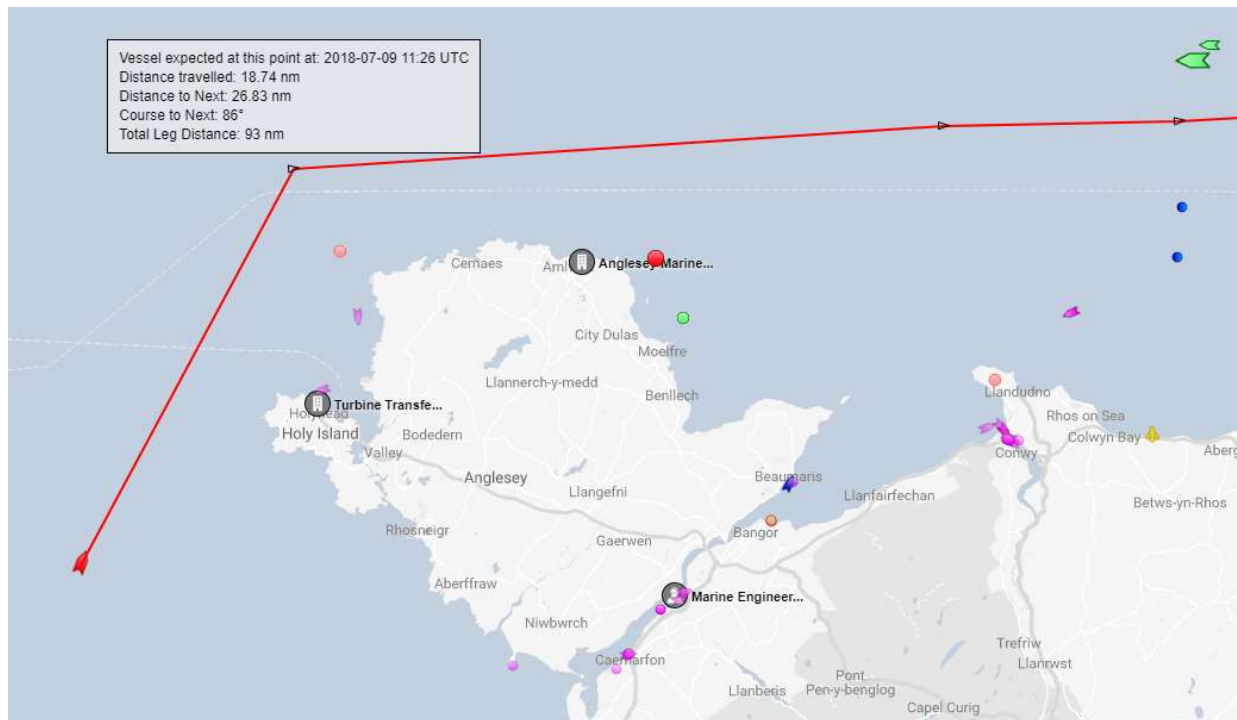 Vessel expected at this point at: 2018-07-09 11:26 UTC
Distance travelled: 18.74 nm
Distance to Next: 26.83 nm
Course to Next: 86°
Total Leg Distance: 93 nm
Cemaes
Aml
Anglesey Marine...
City Dulas
Moelfre
Llannerch-y-medd
Benllech
Llandudno
Turbine Transfe...
Holyhead
Holy Island
Bodedern
Valley
Rhos on Sea
Colwyn Bay
Aberg
Conwy
Anglesey
Llangefni
Beaumaris
Llanfairfechan
Betws-yn-Rhos
Rhosneigr
Gaerwen
Bangor
Aberffraw
Marine Engineer...
Niwbwrch
Caernarfon
Trefriw
Llanrwst
Llanberis
Pont
Pen-y-benglog
Capel Curig